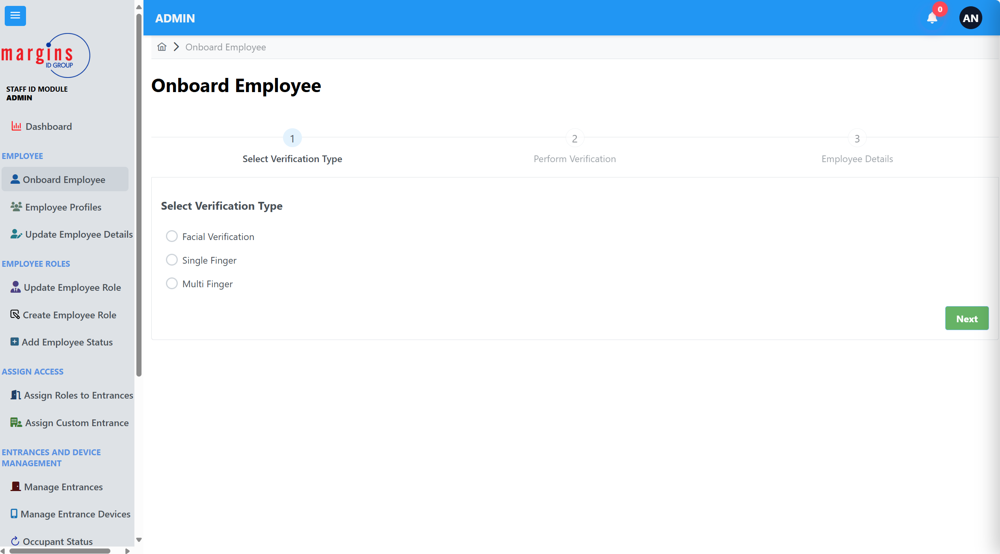 margins
ID GROUP
STAFF ID MODULE
ADMIN
Dashboard
EMPLOYEE
Onboard Employee
Employee Profiles
Update Employee Details
EMPLOYEE ROLES
Update Employee Role
Create Employee Role
Add Employee Status
ASSIGN ACCESS
Assign Roles to Entrances
Assign Custom Entrance
ENTRANCES AND DEVICE
MANAGEMENT
Manage Entrances
Manage Entrance Devices
Occupant Status
ADMIN
0
AN
Onboard Employee
Onboard Employee
1
Select Verification Type
2
Perform Verification
3
Employee Details
Select Verification Type
Facial Verification
Single Finger
Multi Finger
Next